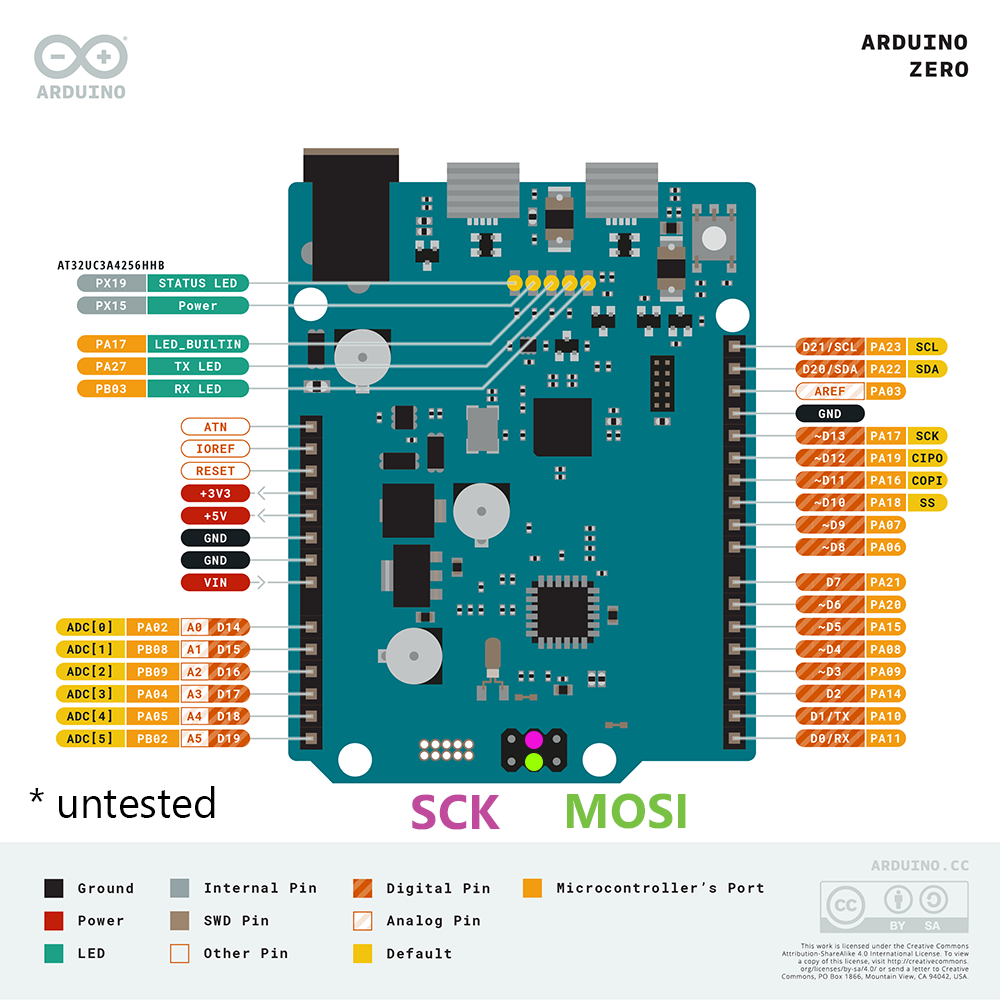 ARDUINO
ARDUINO
ZERO
AT32UC3A4256HHB
PX19 STATUS LED
PX15 Power
PA17 LED_BUILTIN
PA27 TX LED
PB03 RX LED
ATN
IOREF
RESET
+3V3
+5V
GND
GND
VIN
ADC[0] PA02 A0 D14
ADC[1] PB08 A1 D15
ADC[2] PB09 A2 D16
ADC[3] PA04 A3 D17
ADC[4] PA05 A4 D18
ADC[5] PB02 A5 D19
D21/SCL PA23 SCL
D20/SDA PA22 SDA
AREF PA03
GND
~D13 PA17 SCK
~D12 PA19 CIPO
~D11 PA16 COPI
~D10 PA18 SS
~D9 PA07
~D8 PA06
D7 PA21
~D6 PA20
~D5 PA15
~D4 PA08
~D3 PA09
D2 PA14
D1/TX PA10
D0/RX PA11
* untested
SCK MOSI
Ground
Power
LED
Internal Pin
SWD Pin
Other Pin
Digital Pin
Analog Pin
Default
Microcontroller's Port
ARDUINO.CC
CC
BY SA
This work is licensed under the Creative Commons
Attribution-ShareAlike 4.0 International License. To view
a copy of this license, visit http://creativecommons.
org/licenses/by-sa/4.0/ or send a letter to Creative
Commons, PO Box 1866, Mountain View, CA 94042, USA.